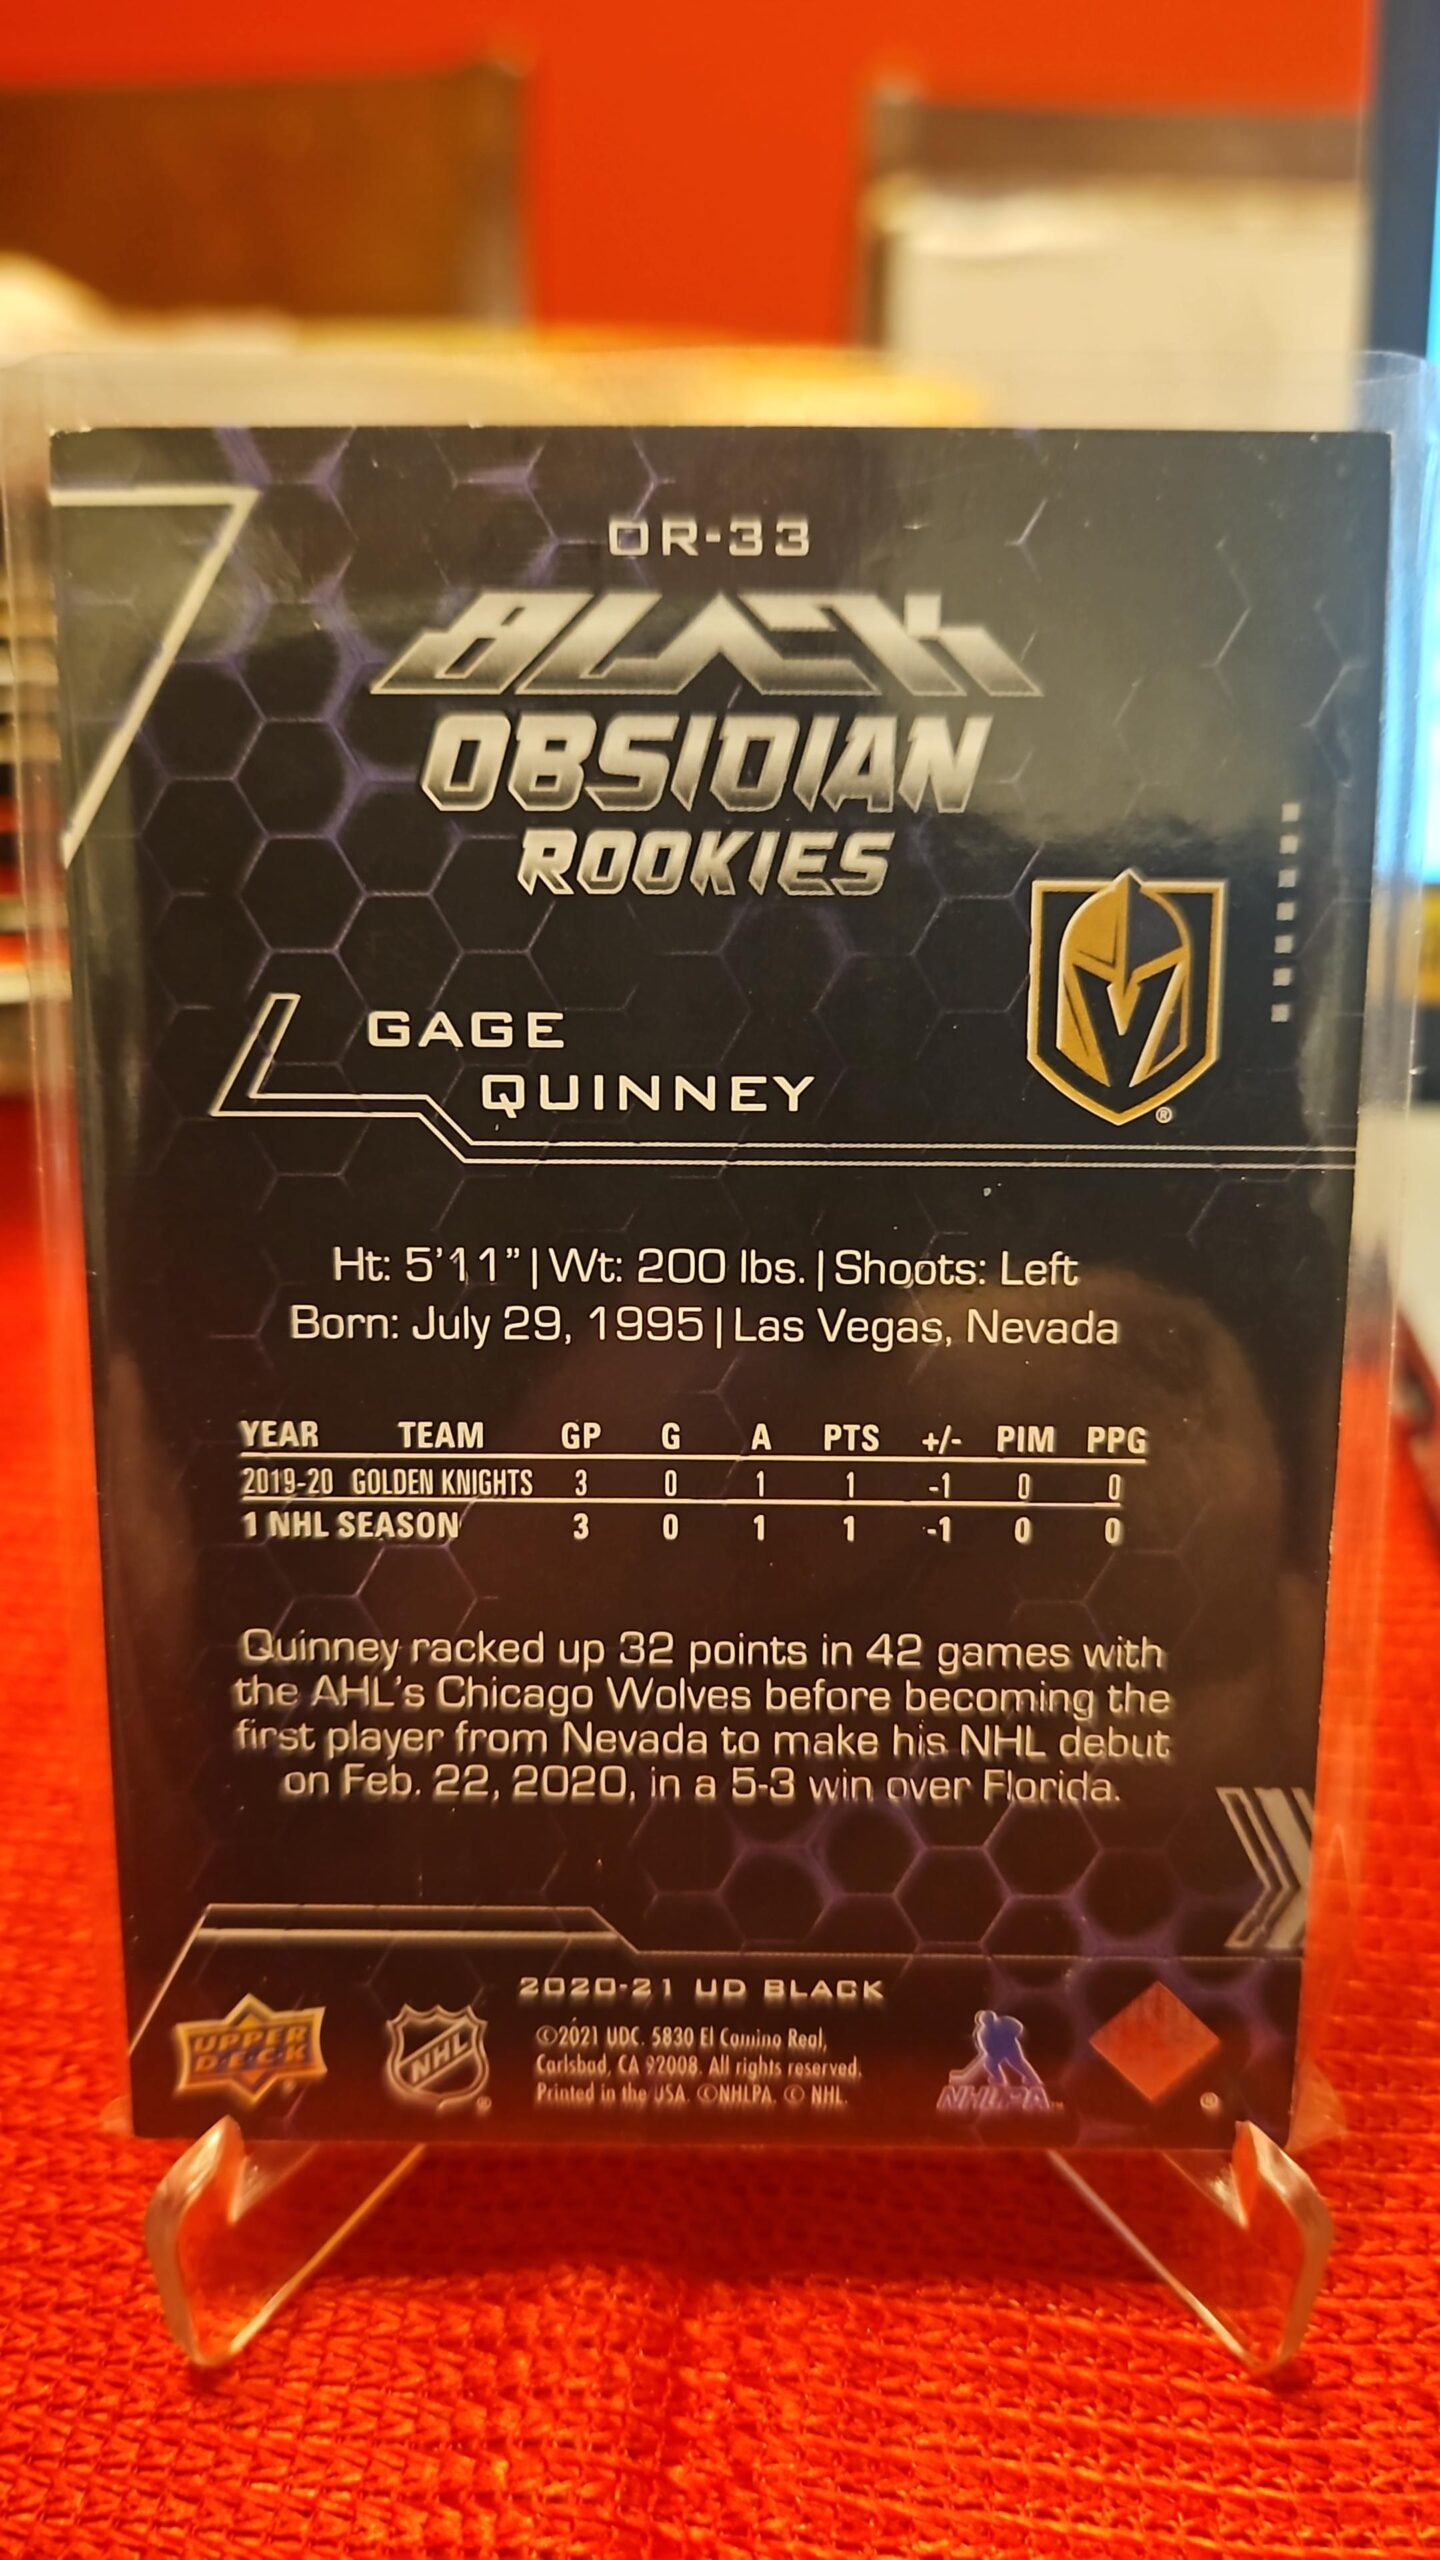 OR-33
BLACK
OBSIDIAN
ROOKIES
GAGE
QUINNEY
®
Ht: 5'11" | Wt: 200 lbs. | Shoots: Left
Born: July 29, 1995 | Las Vegas, Nevada
YEAR TEAM GP G A PTS +/- PIM PPG
2019-20 GOLDEN KNIGHTS 3 0 1 1 -1 0 0
1 NHL SEASON 3 0 1 1 -1 0 0
Quinney racked up 32 points in 42 games with
the AHL's Chicago Wolves before becoming the
first player from Nevada to make his NHL debut
on Feb. 22, 2020, in a 5-3 win over Florida.
2020-21 UD BLACK
UPPER DECK
NHL
©2021 UDC. 5830 El Camino Real,
Carlsbad, CA 92008. All rights reserved.
Printed in the USA. ©NHLPA. © NHL.
NHLPA